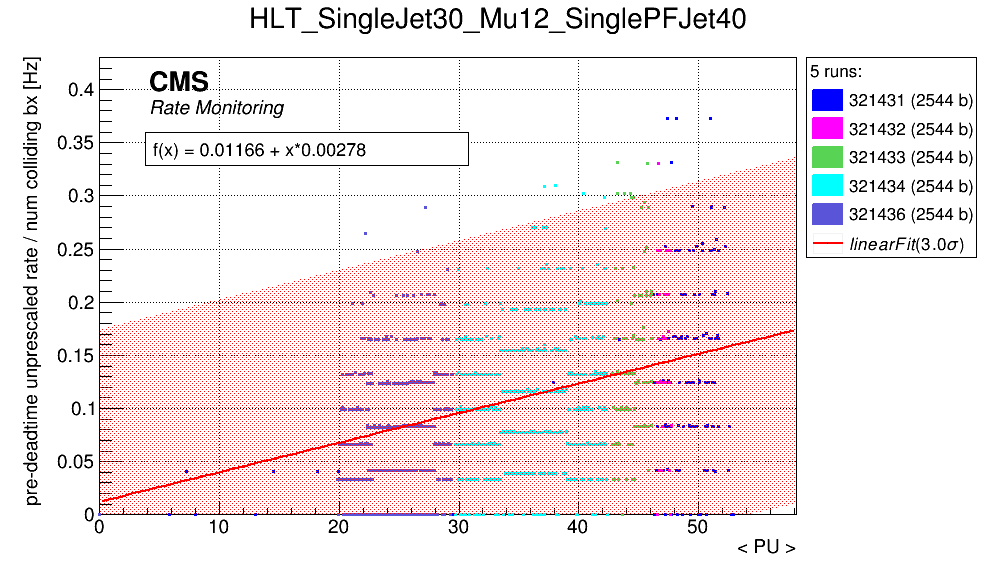 HLT_SingleJet30_Mu12_SinglePFJet40
pre-deadtime unprescaled rate / num colliding bx [Hz]
CMS
Rate Monitoring
f(x) = 0.01166 + x*0.00278
0.4
0.35
0.3
0.25
0.2
0.15
0.1
0.05
0
0 10 20 30 40 50
< PU >
5 runs:
321431 (2544 b)
321432 (2544 b)
321433 (2544 b)
321434 (2544 b)
321436 (2544 b)
linearFit(3.0σ)